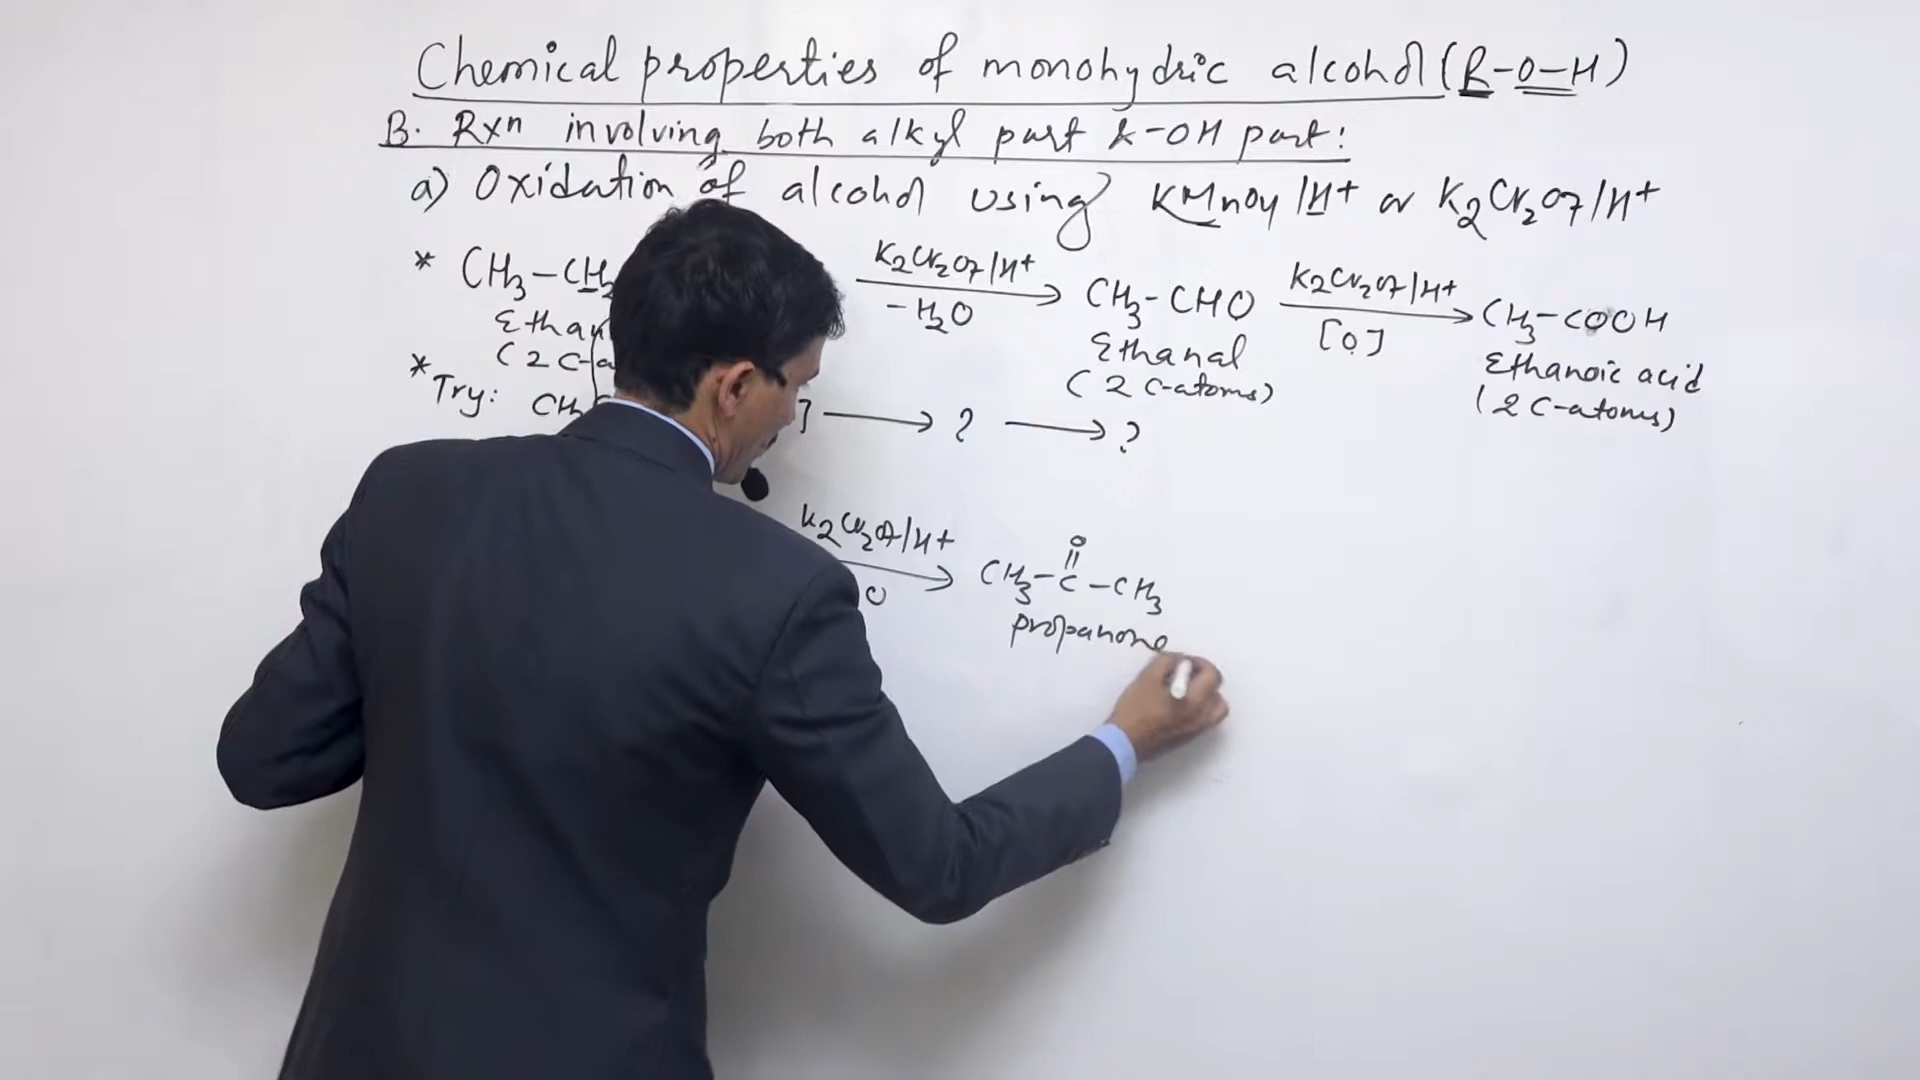 Chemical properties of monohydric alcohol (R-O-H)
B. Rxn involving both alkyl part & -OH part:
a) Oxidation of alcohol using KMnO4/H+ or K2Cr2O7/H+
* CH3-CH2 K2Cr2O7/H+ -H2O CH3-CHO K2Cr2O7/H+ [O] CH3-COOH
Ethan Ethanal Ethanoic acid
(2 C-a (2 C-atoms) (2 C-atoms)
* Try: CH3 ] → ? → ?
K2Cr2O7/H+
O CH3-C-CH3
O
propanone